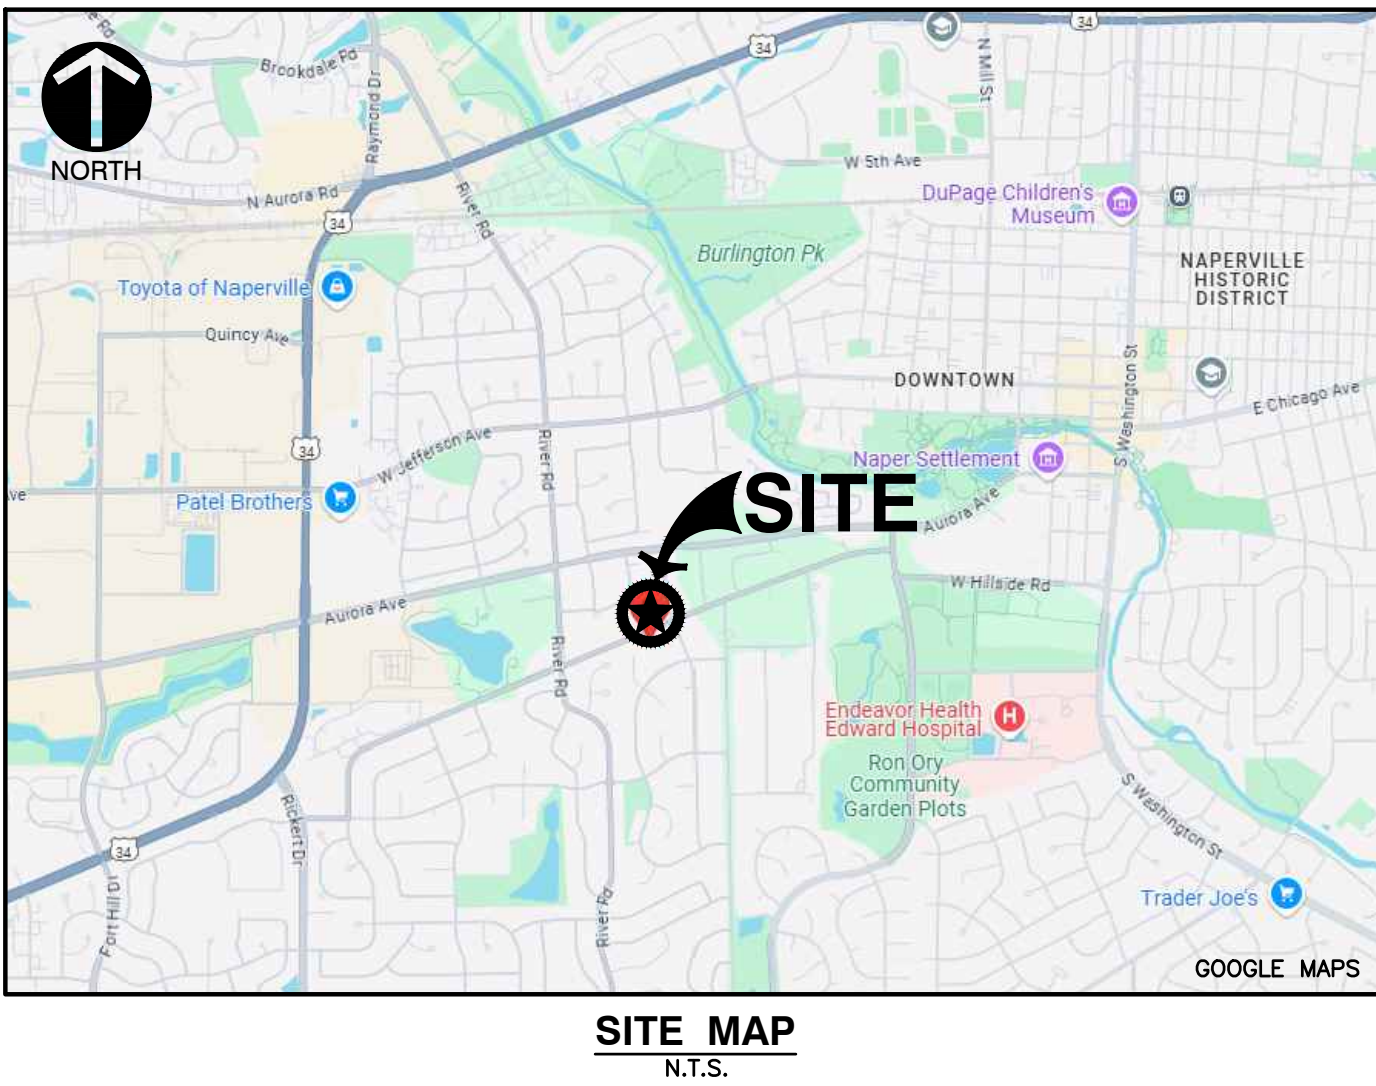 34
34
e Rd
Brookdale Rd
N Mill St
Raymond Dr
NORTH
W 5th Ave
N Aurora Rd
River Rd
DuPage Children's
Museum
34
Burlington Pk
NAPERVILLE
HISTORIC
DISTRICT
Toyota of Naperville
Quincy Ave
DOWNTOWN
S Washington St
E Chicago Ave
W Jefferson Ave
River Rd
34
Naper Settlement
ve
Patel Brothers
SITE
Aurora Ave
W Hillside Rd
Aurora Ave
River Rd
Endeavor Health
Edward Hospital
H
Ron Ory
Community
Garden Plots
S Washington St
Rickert Dr
34
Fort Hill
River Rd
Trader Joe's
GOOGLE MAPS
SITE MAP
N.T.S.